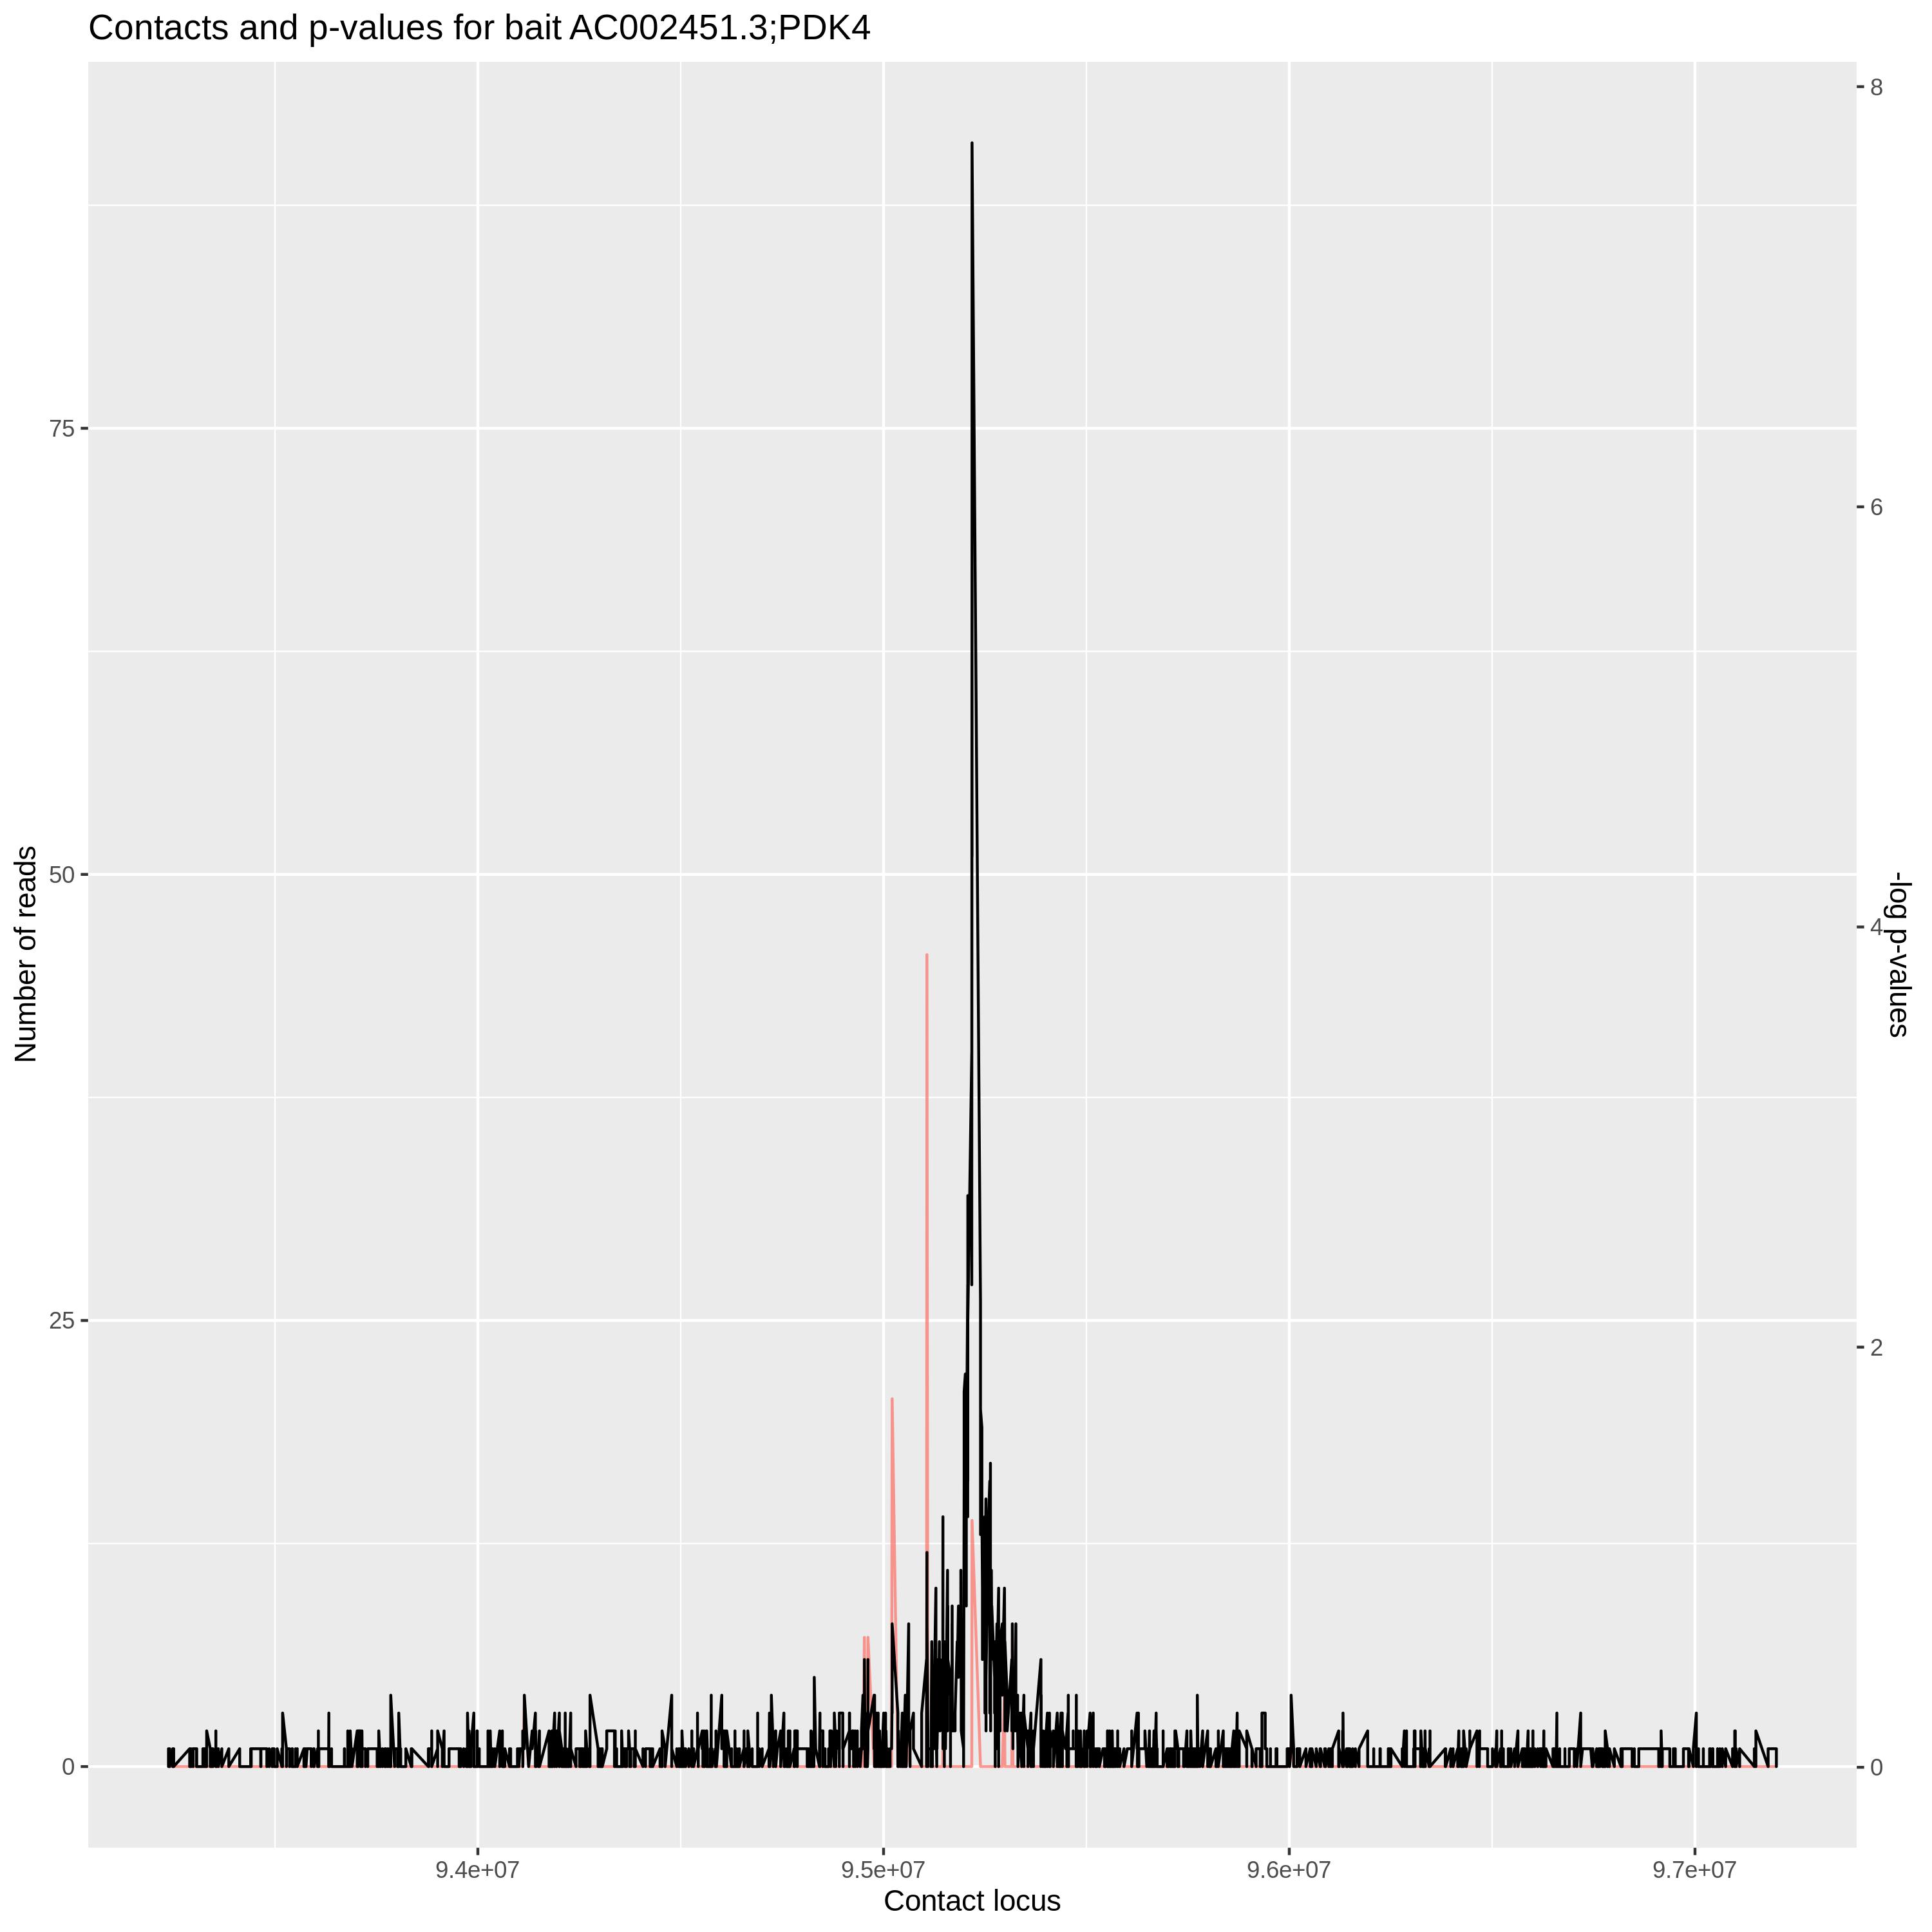 Contacts and p-values for bait AC002451.3;PDK4
8
75
6
50
Number of reads
4
-log p-values
25
2
0
0
9.4e+07
9.5e+07
9.6e+07
9.7e+07
Contact locus